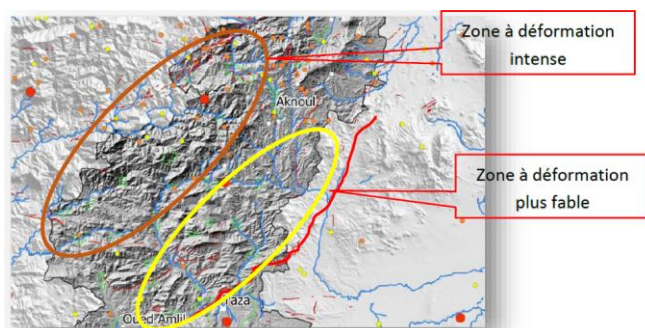 Zone à déformation
intense
Aknoul
Zone à déformation
plus fable
Taza
Oued Amlil